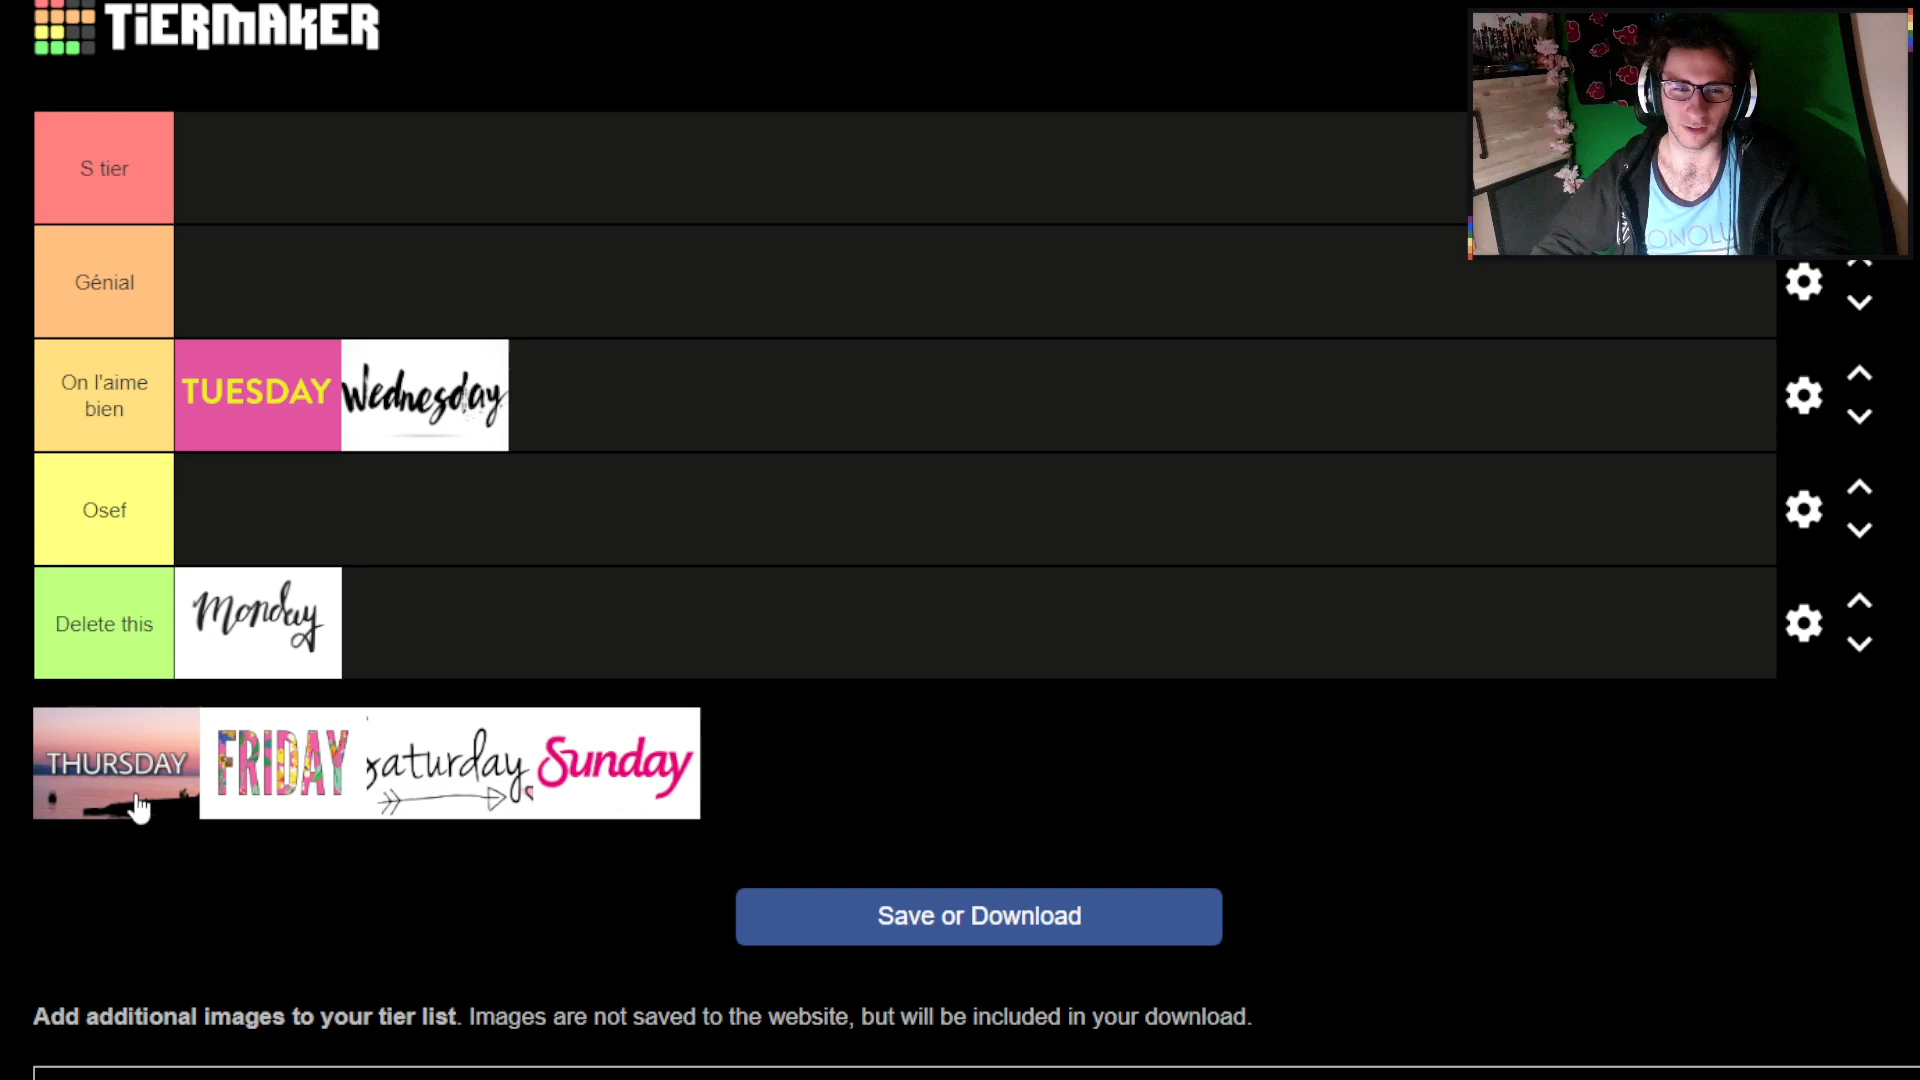 TiERMAKER
S tier
Génial
On l'aime
bien
TUESDAY
Wednesday
Osef
Delete this
Monday
THURSDAY
FRIDAY
saturday
Sunday
Save or Download
Add additional images to your tier list. Images are not saved to the website, but will be included in your download.